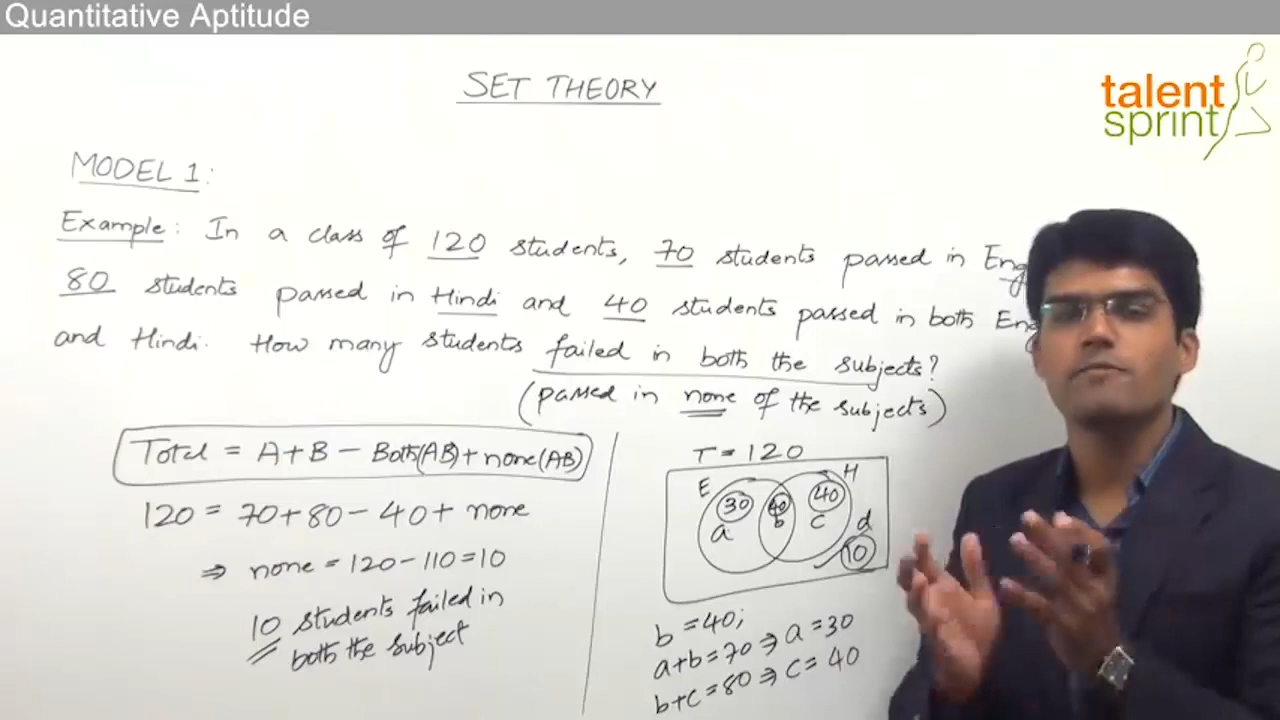 Quantitative Aptitude
SET THEORY
talent
sprint
MODEL 1:
Example: In a class of 120 students, 70 students passed in Eng
80 students passed in Hindi and 40 students passed in both Eng
and Hindi. How many students failed in both the subjects?
(passed in none of the subjects)
Total = A+B - Both(AB) + none(AB)
120 = 70+80-40+ none
⇒ none = 120-110=10
10 students failed in
both the subject
T = 120
E H
30 40 40
a b c d
10
b = 40;
a+b = 70 ⇒ a = 30
b+c = 80 ⇒ c = 40